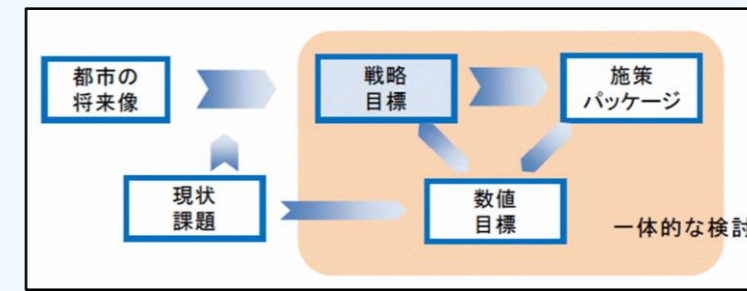 都市の
将来像
戦略
目標
施策
パッケージ
現状
課題
数値
目標
一体的な検討